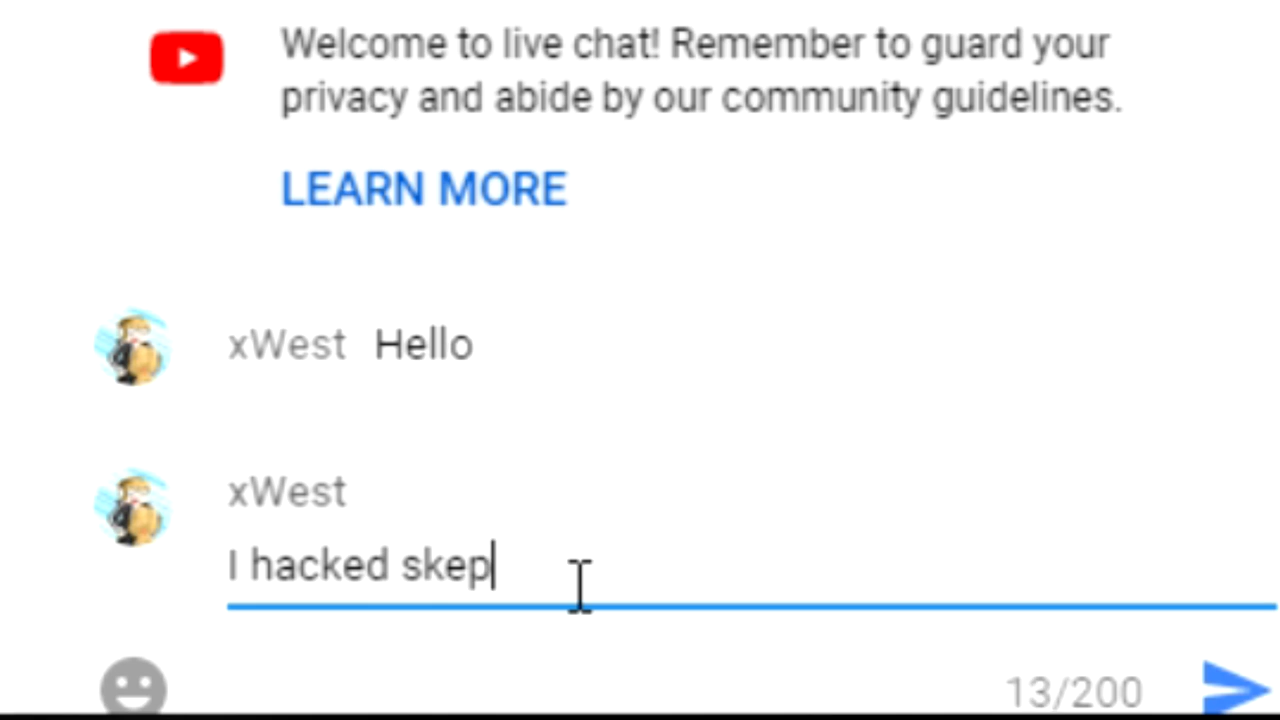 Welcome to live chat! Remember to guard your
privacy and abide by our community guidelines.
LEARN MORE
xWest Hello
xWest
I hacked skep
13/200